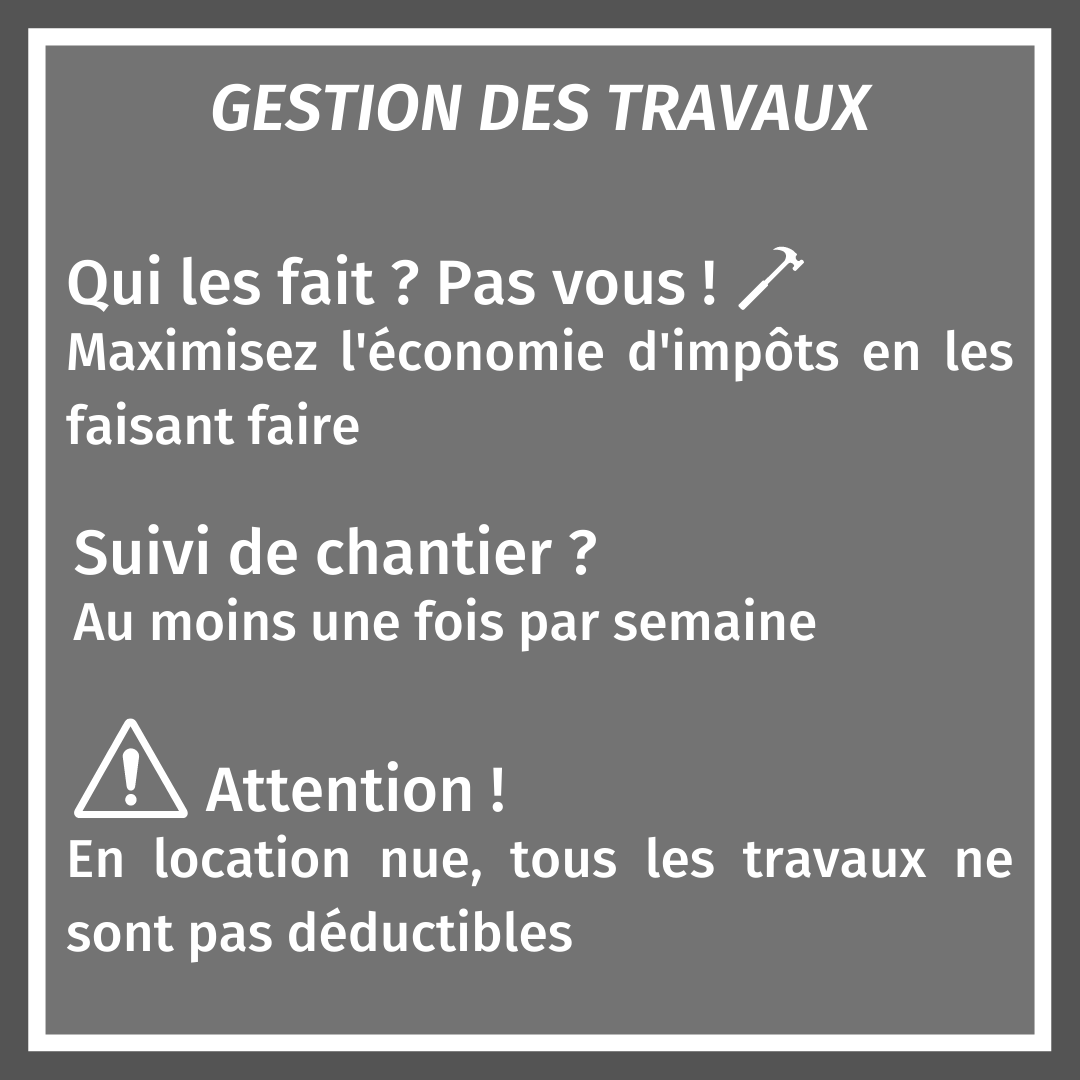 GESTION DES TRAVAUX
Qui les fait ? Pas vous !
Maximisez l'économie d'impôts en les
faisant faire
Suivi de chantier ?
Au moins une fois par semaine
Attention !
En location nue, tous les travaux ne
sont pas déductibles